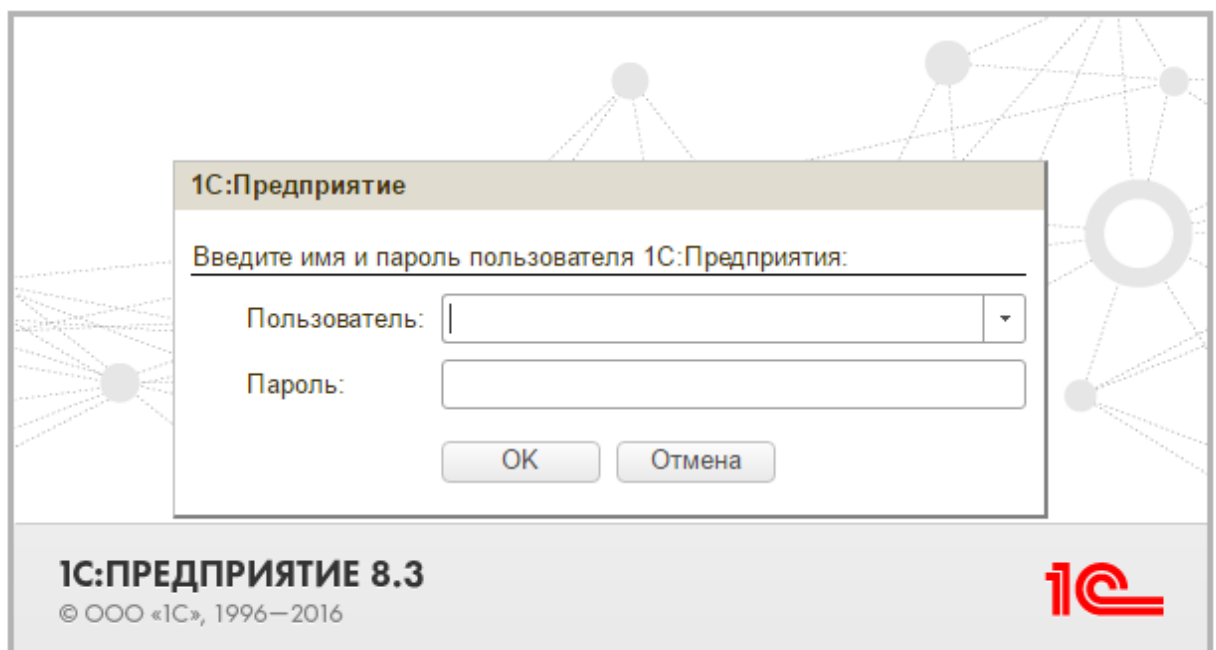 1С:Предприятие
Введите имя и пароль пользователя 1С:Предприятия:
Пользователь:
Пароль:
OK Отмена
1С:ПРЕДПРИЯТИЕ 8.3
© ООО «1С», 1996—2016
1С